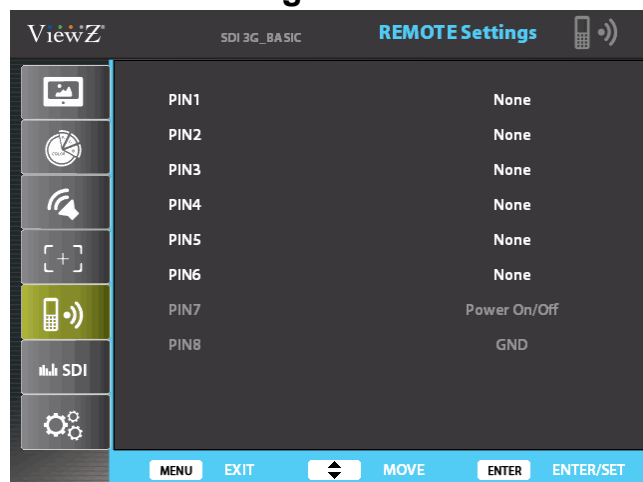 ViewZ SDI 3G_BASIC REMOTE Settings
COLOR
PIN1 None
PIN2 None
PIN3 None
PIN4 None
PIN5 None
PIN6 None
PIN7 Power On/Off
PIN8 GND
SDI
MENU EXIT MOVE ENTER ENTER/SET